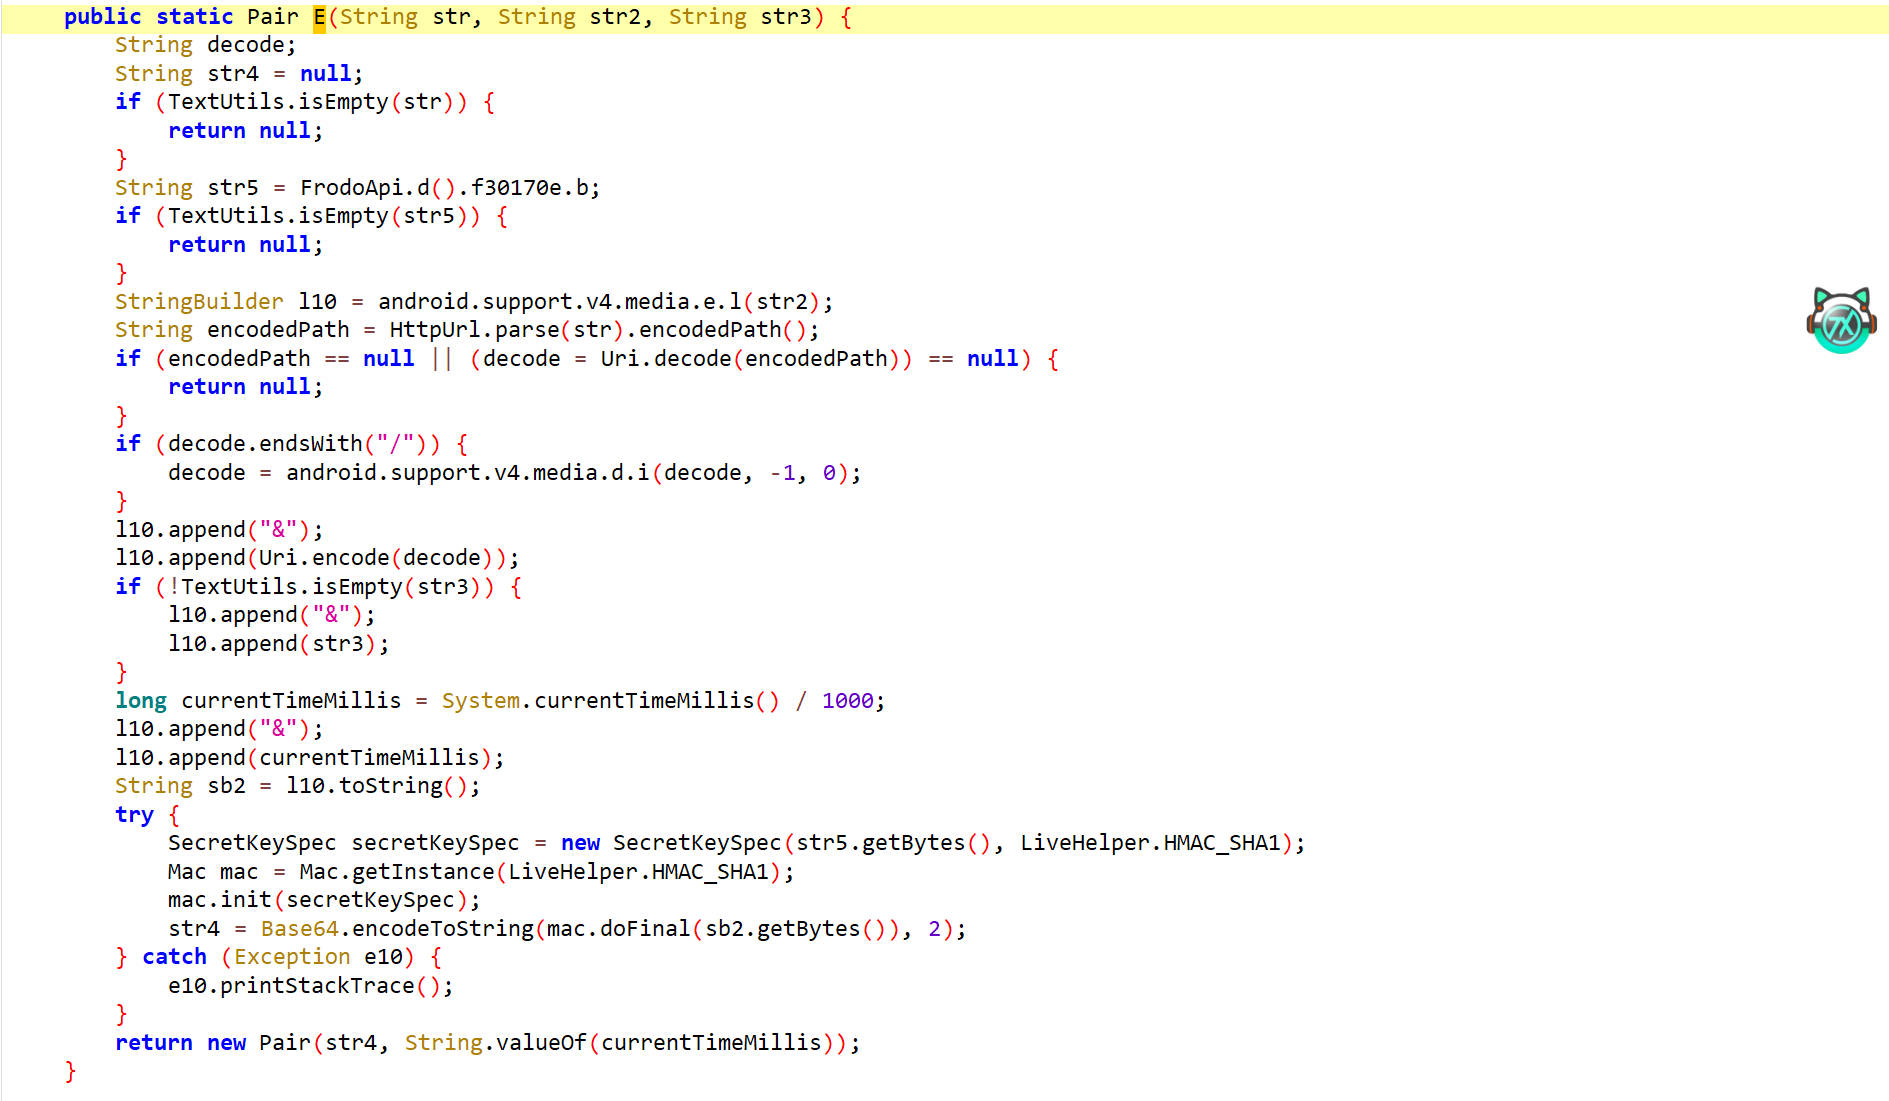 public static Pair E(String str, String str2, String str3) {
    String decode;
    String str4 = null;
    if (TextUtils.isEmpty(str)) {
        return null;
    }
    String str5 = FrodoApi.d().f30170e.b;
    if (TextUtils.isEmpty(str5)) {
        return null;
    }
    StringBuilder l10 = android.support.v4.media.e.l(str2);
    String encodedPath = HttpUrl.parse(str).encodedPath();
    if (encodedPath == null || (decode = Uri.decode(encodedPath)) == null) {
        return null;
    }
    if (decode.endsWith("/")) {
        decode = android.support.v4.media.d.i(decode, -1, 0);
    }
    l10.append("&");
    l10.append(Uri.encode(decode));
    if (!TextUtils.isEmpty(str3)) {
        l10.append("&");
        l10.append(str3);
    }
    long currentTimeMillis = System.currentTimeMillis() / 1000;
    l10.append("&");
    l10.append(currentTimeMillis);
    String sb2 = l10.toString();
    try {
        SecretKeySpec secretKeySpec = new SecretKeySpec(str5.getBytes(), LiveHelper.HMAC_SHA1);
        Mac mac = Mac.getInstance(LiveHelper.HMAC_SHA1);
        mac.init(secretKeySpec);
        str4 = Base64.encodeToString(mac.doFinal(sb2.getBytes()), 2);
    } catch (Exception e10) {
        e10.printStackTrace();
    }
    return new Pair(str4, String.valueOf(currentTimeMillis));
}